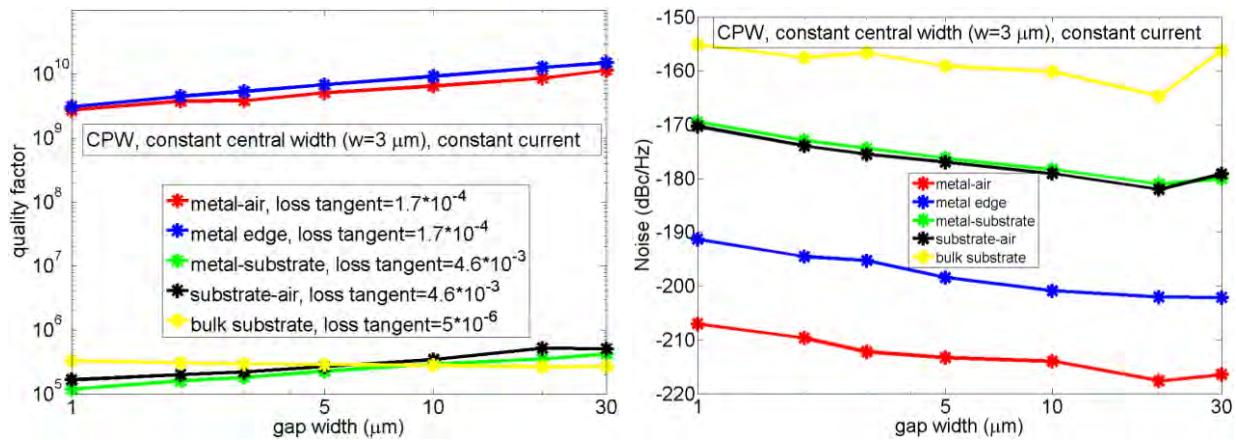 quality factor
10^10
10^9
10^8
10^7
10^6
10^5
CPW, constant central width (w=3 μm), constant current
metal-air, loss tangent=1.7*10^-4
metal edge, loss tangent=1.7*10^-4
metal-substrate, loss tangent=4.6*10^-3
substrate-air, loss tangent=4.6*10^-3
bulk substrate, loss tangent=5*10^-6
1 5 10 30
gap width (μm)
Noise (dBc/Hz)
-150
-160
-170
-180
-190
-200
-210
-220
CPW, constant central width (w=3 μm), constant current
metal-air
metal edge
metal-substrate
substrate-air
bulk substrate
1 5 10 30
gap width (μm)